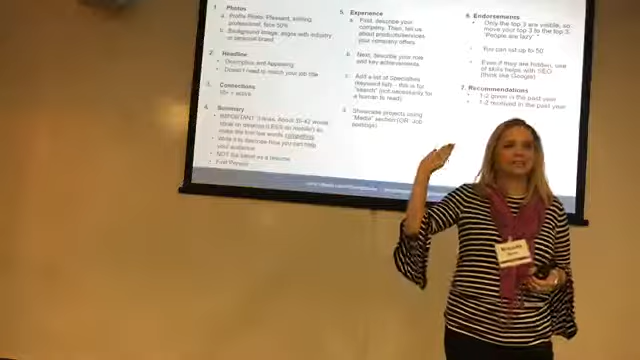 1. Photos
a. Profile Photo: Pleasant, smiling
professional, face 50%
b. Background Image: aligns with industry
or personal brand
2. Headline
• Descriptive and Appealing
• Doesn't need to match your job title
3. Connections
4. Summary
• NOT the same as a resume
• First Person
5. Experience
a. First, describe your
company. Then, tell us
about products/services
your company offers
b. Next, describe your role
and key achievements
c. Add a list of Specialties
(keyword list) - this is for
"search" (not necessarily for
a human to read)
d. Showcase projects using
"Media" section (OR Job
postings)
6. Endorsements
• Only the top 3 are visible, so
move your top 3 to the top 3.
"People are lazy"
• You can set up to 50
• Even if they are hidden, use
of skills helps with SEO
(think like Google)
7. Recommendations
• 1-2 given in the past year
• 1-2 received in the past year